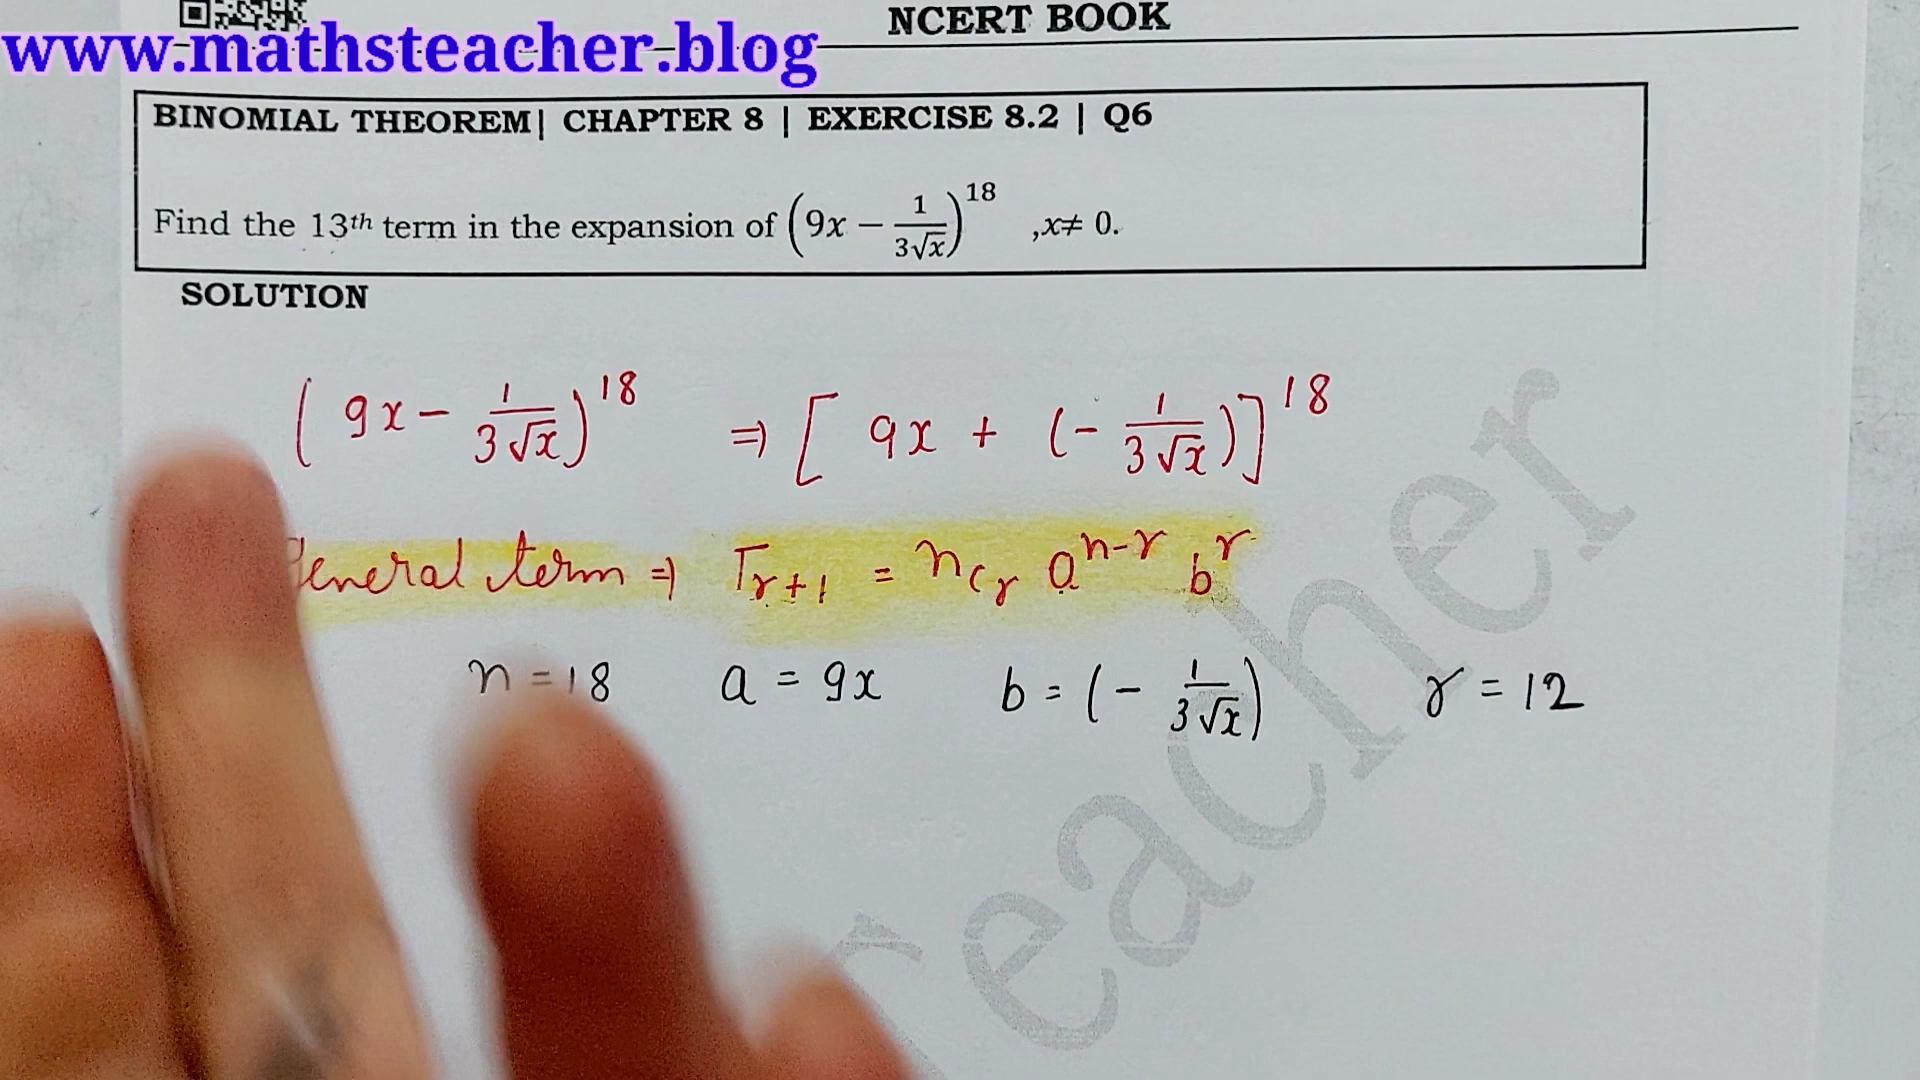 NCERT BOOK
www.mathsteacher.blog
BINOMIAL THEOREM| CHAPTER 8 | EXERCISE 8.2 | Q6
Find the 13th term in the expansion of (9x − 1/(3√x))^18 ,x≠ 0.
SOLUTION
(9x − 1/(3√x))^18 ⇒ [9x + (− 1/(3√x))]^18
General term ⇒ T_{r+1} = nC_r a^{n-r} b^r
n = 18 a = 9x b = (− 1/(3√x)) r = 12
eacher